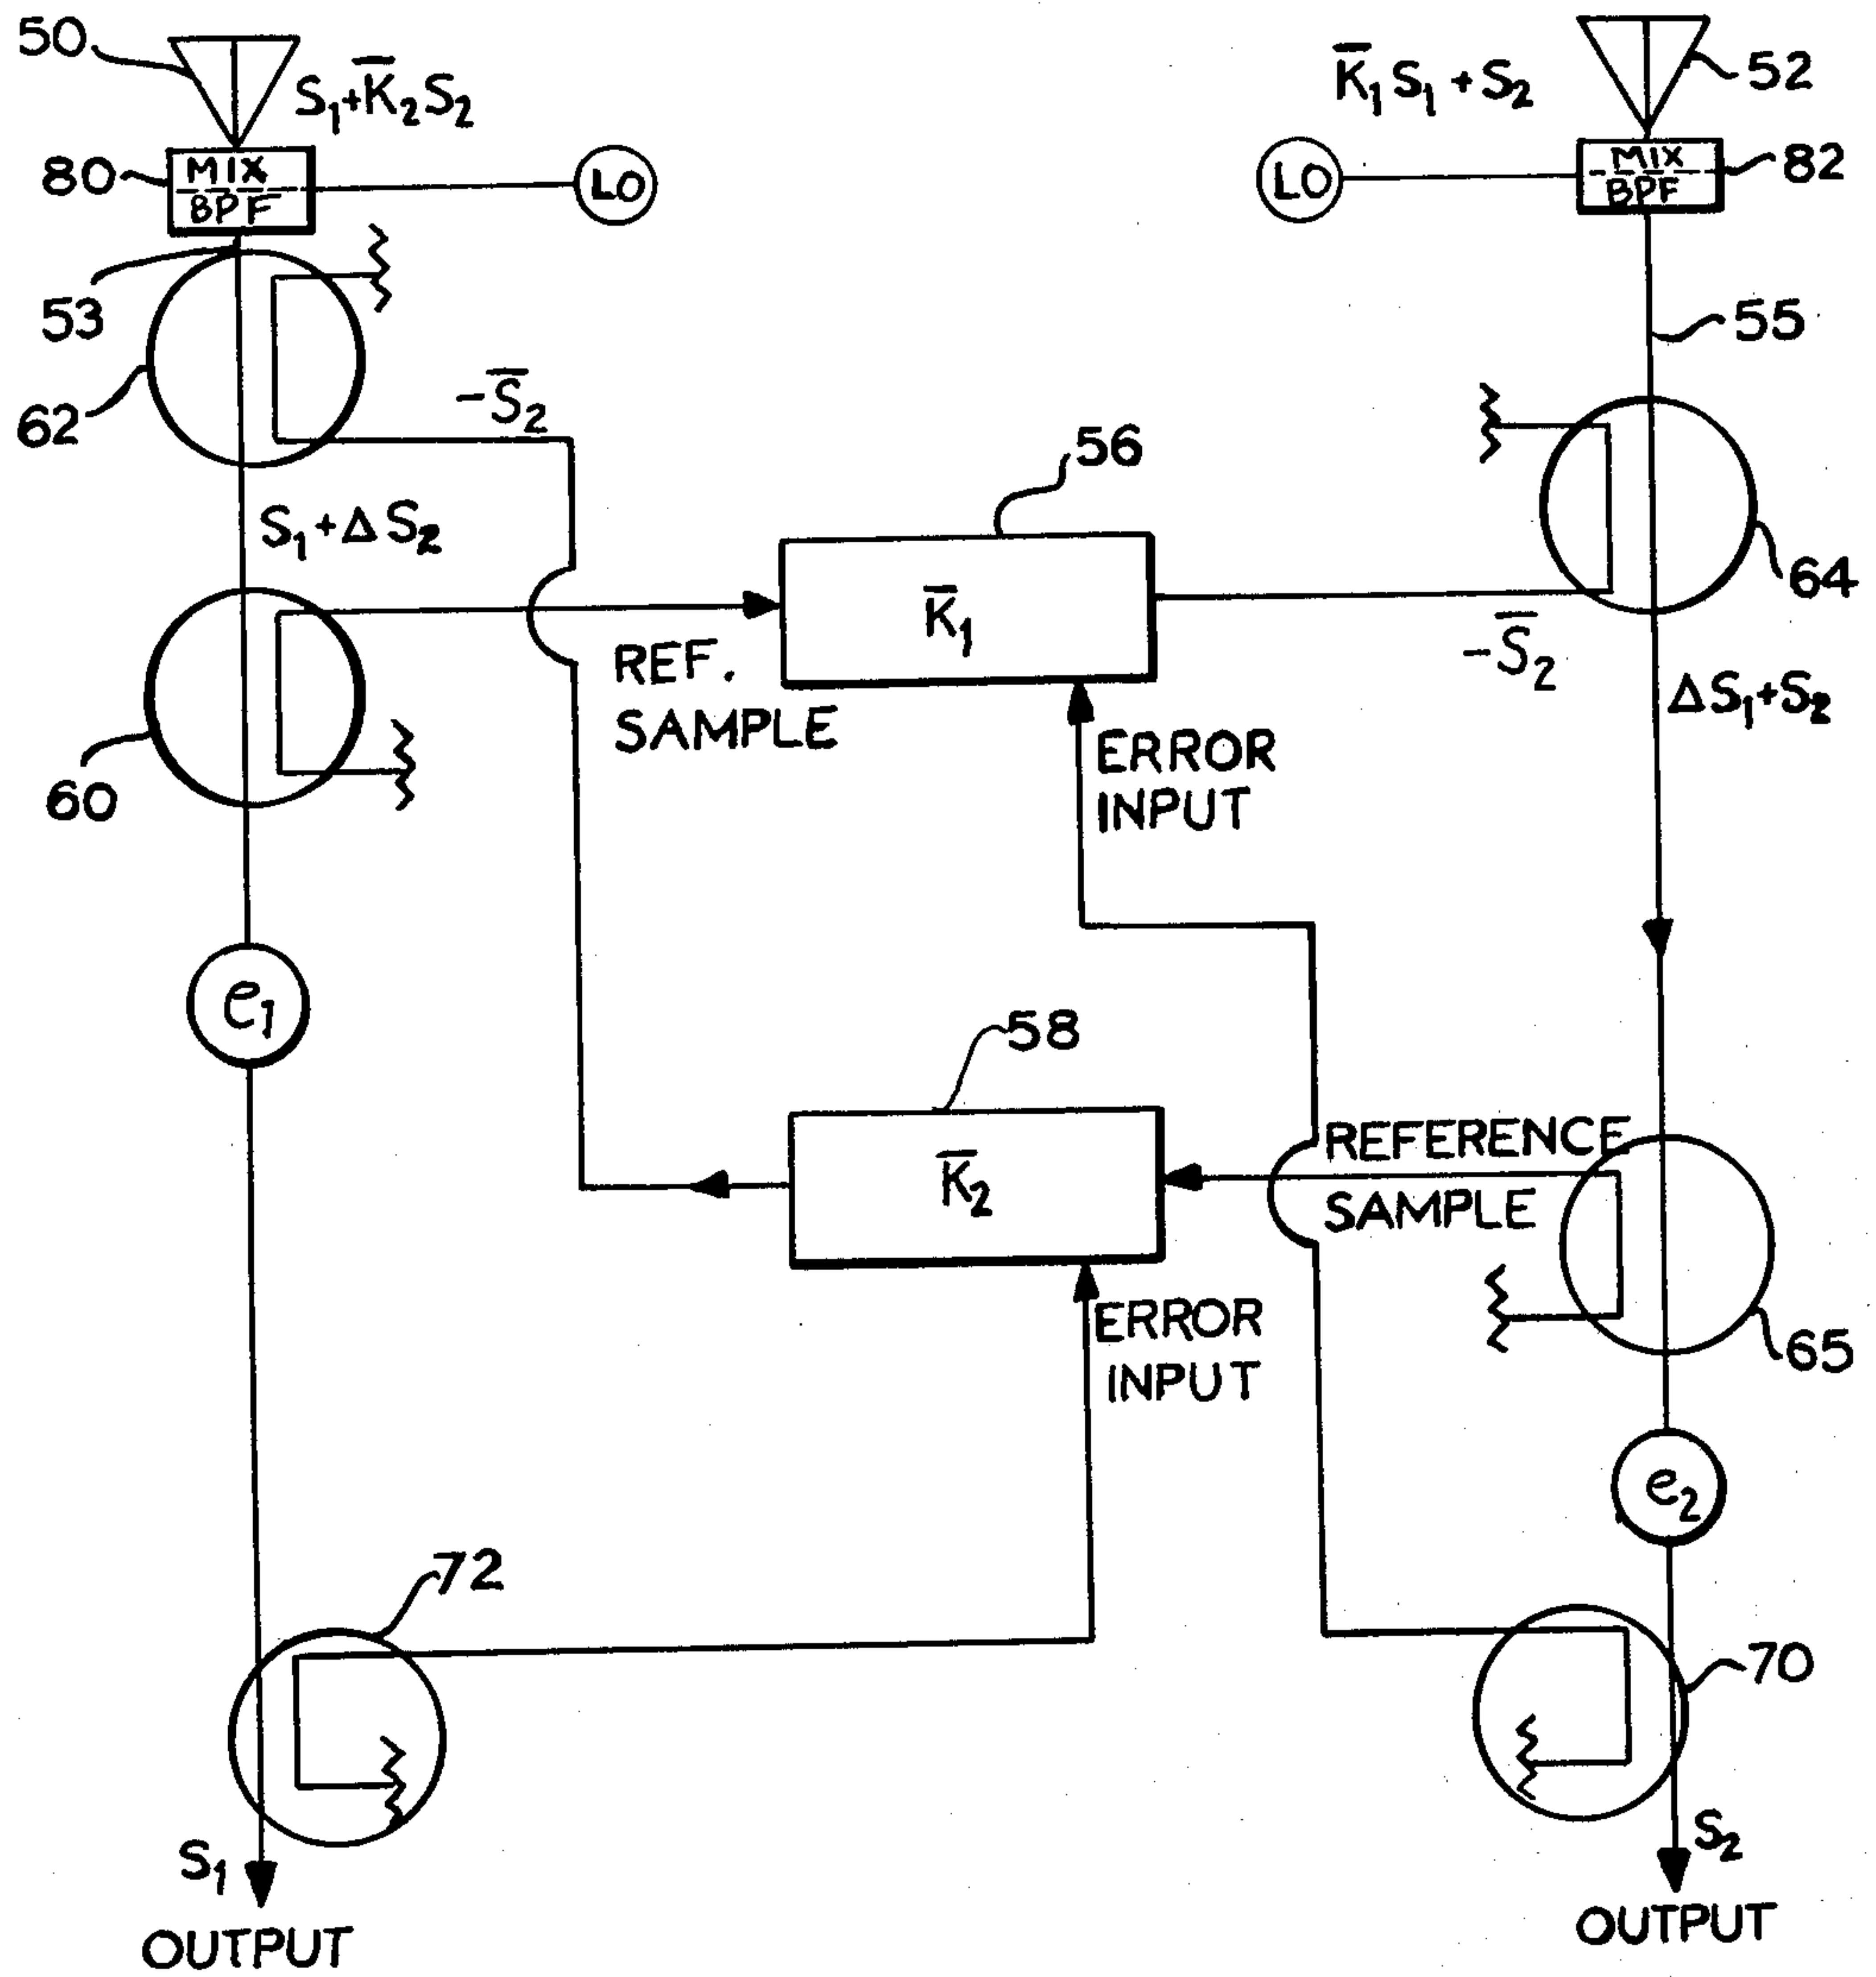 50
S₁+K̅₂S₂
K̅₁S₁+S₂
52
80
MIX
BPF
LO
LO
MIX
BPF
82
53
55
62
-S̅₂
56
S₁+ΔS₂
K̅₁
64
REF.
SAMPLE
-S̅₂
ΔS₁+S₂
60
ERROR
INPUT
e₁
58
REFERENCE
SAMPLE
K̅₂
ERROR
INPUT
65
e₂
72
70
S₁
S₂
OUTPUT
OUTPUT